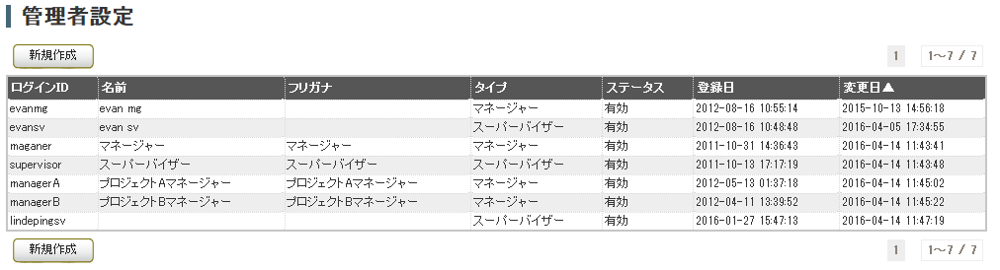 管理者設定
新規作成 1 1～7 / 7
ログインID 名前 フリガナ タイプ ステータス 登録日 変更日▲
evanmg evan mg マネージャー 有効 2012-08-16 10:55:14 2015-10-13 14:56:18
evansv evan sv スーパーバイザー 有効 2012-08-16 10:48:48 2016-04-05 17:34:55
maganer マネージャー マネージャー マネージャー 有効 2011-10-31 14:36:43 2016-04-14 11:43:41
supervisor スーパーバイザー スーパーバイザー スーパーバイザー 有効 2011-10-13 17:17:19 2016-04-14 11:43:48
managerA プロジェクトAマネージャー プロジェクトAマネージャー マネージャー 有効 2012-05-13 01:37:18 2016-04-14 11:45:02
managerB プロジェクトBマネージャー プロジェクトBマネージャー マネージャー 有効 2012-04-11 13:39:52 2016-04-14 11:45:22
lindepingsv スーパーバイザー 有効 2016-01-27 15:47:13 2016-04-14 11:47:19
新規作成 1 1～7 / 7